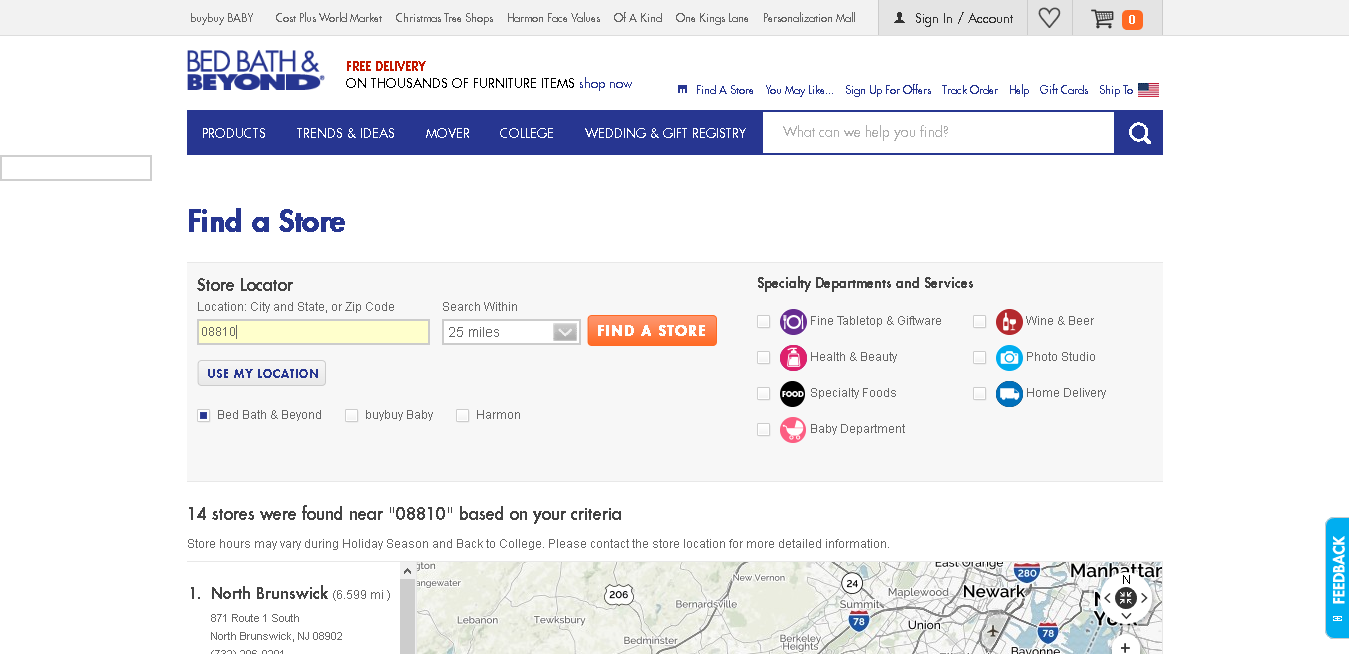 buybuy BABY Cost Plus World Market Christmas Tree Shops Harmon Face Values Of A Kind One Kings Lane Personalization Mall Sign In / Account 0
BED BATH &
BEYOND
FREE DELIVERY
ON THOUSANDS OF FURNITURE ITEMS shop now
Find A Store You May Like... Sign Up For Offers Track Order Help Gift Cards Ship To
PRODUCTS TRENDS & IDEAS MOVER COLLEGE WEDDING & GIFT REGISTRY What can we help you find?
Find a Store
Store Locator
Location: City and State, or Zip Code Search Within
08810 25 miles FIND A STORE
USE MY LOCATION
Bed Bath & Beyond buybuy Baby Harmon
Specialty Departments and Services
Fine Tabletop & Giftware Wine & Beer
Health & Beauty Photo Studio
FOOD Specialty Foods Home Delivery
Baby Department
14 stores were found near "08810" based on your criteria
Store hours may vary during Holiday Season and Back to College. Please contact the store location for more detailed information.
1. North Brunswick (6.599 mi )
871 Route 1 South
North Brunswick, NJ 08902
(732) 296-9201
gton
angewater
206
New Vernon
Bernardsville
Lebanon
Tewksbury
Bedminster
24
Summit
78
Berkeley
Heights
Maplewood
East Orange
280
Newark
Union
78
Bayonne
Manhattan
N
New
York
+
FEEDBACK